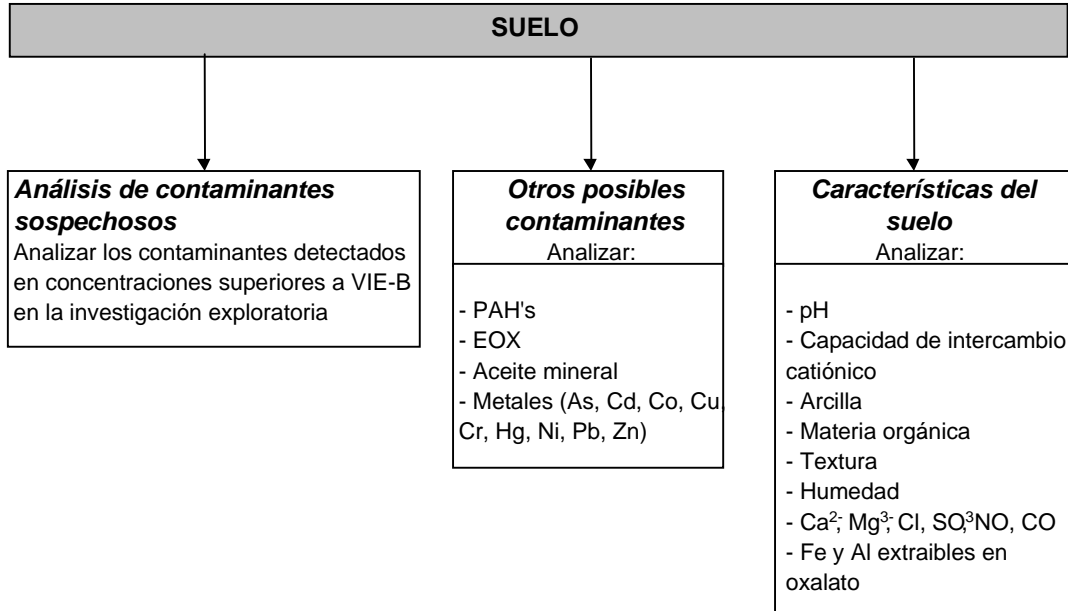 SUELO
Análisis de contaminantes
sospechosos
Analizar los contaminantes detectados
en concentraciones superiores a VIE-B
en la investigación exploratoria
Otros posibles
contaminantes
Analizar:
- PAH's
- EOX
- Aceite mineral
- Metales (As, Cd, Co, Cu,
Cr, Hg, Ni, Pb, Zn)
Características del
suelo
Analizar:
- pH
- Capacidad de intercambio
catiónico
- Arcilla
- Materia orgánica
- Textura
- Humedad
- Ca²⁻, Mg³⁻, Cl, SO,³NO, CO
- Fe y Al extraibles en
oxalato